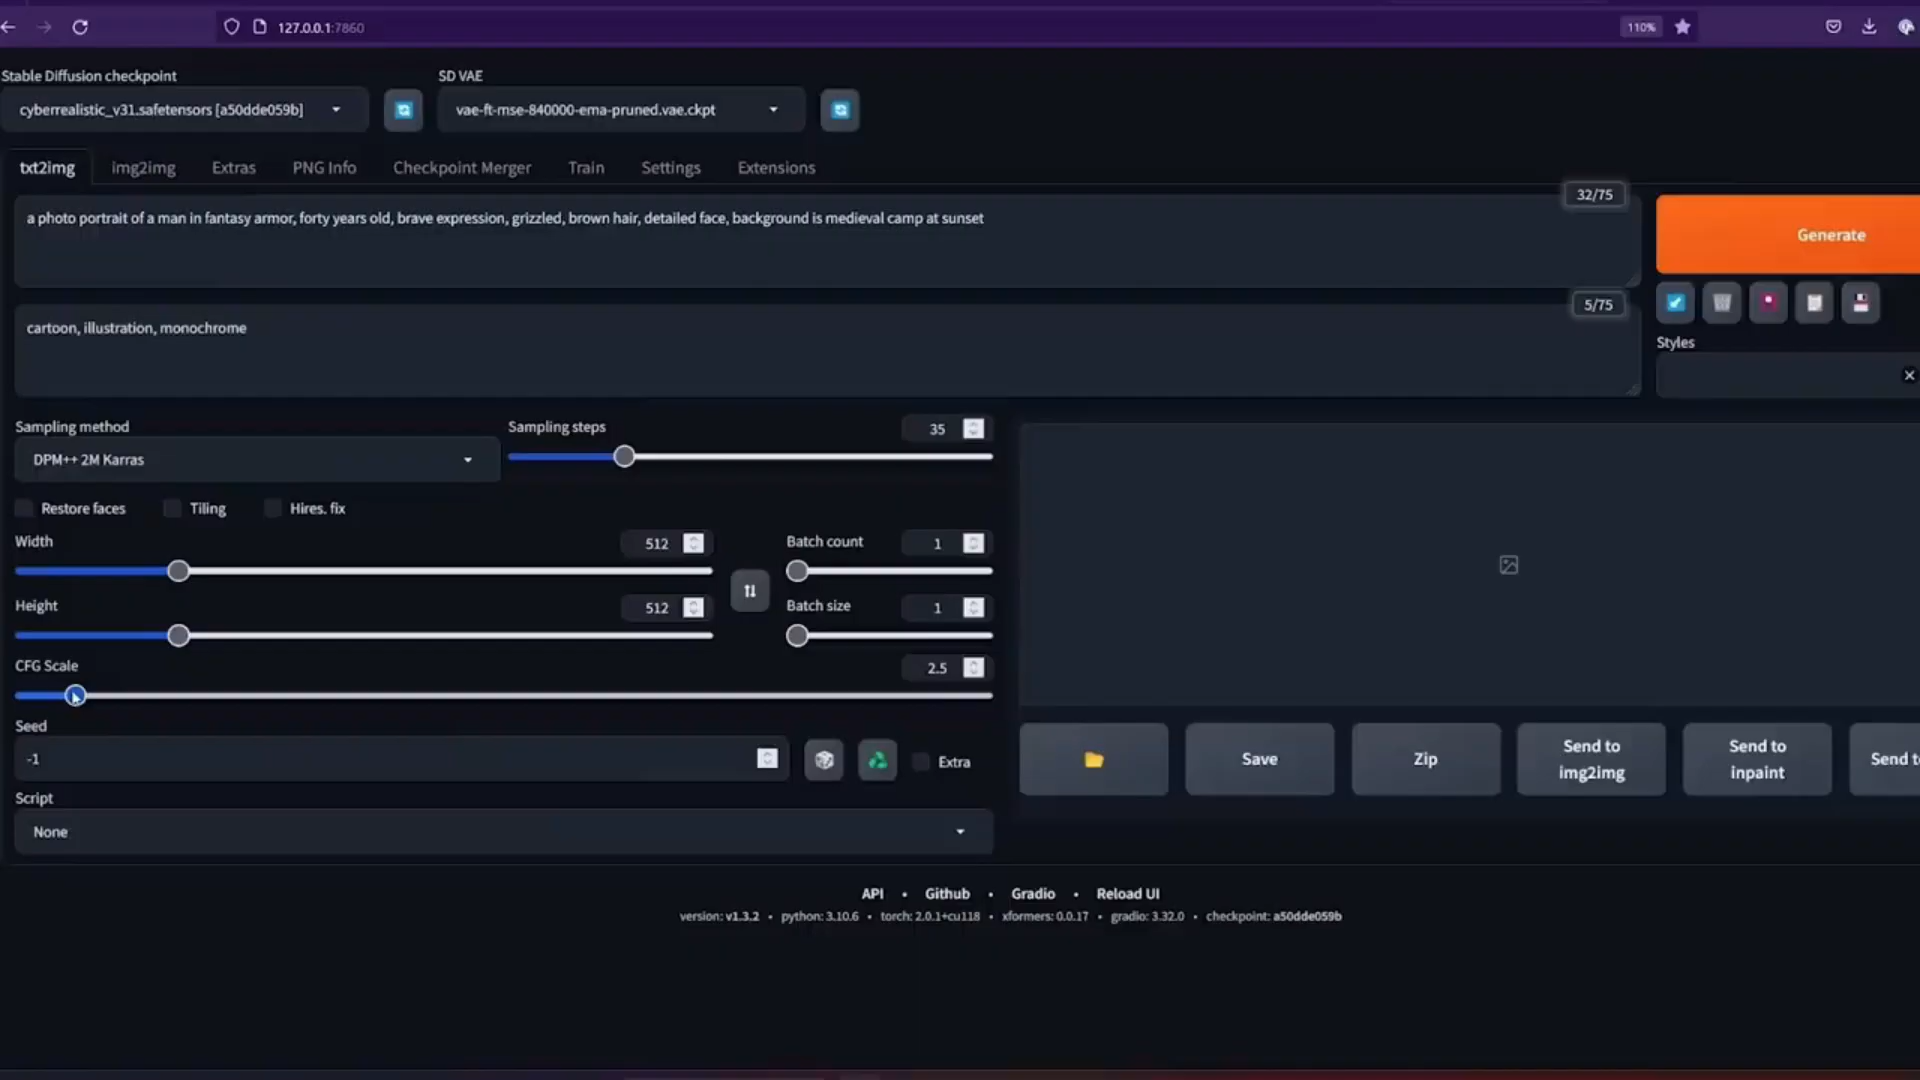 127.0.0.1:7860
110%
Stable Diffusion checkpoint
SD VAE
cyberrealistic_v31.safetensors [a50dde059b]
vae-ft-mse-840000-ema-pruned.vae.ckpt
txt2img
img2img
Extras
PNG Info
Checkpoint Merger
Train
Settings
Extensions
32/75
a photo portrait of a man in fantasy armor, forty years old, brave expression, grizzled, brown hair, detailed face, background is medieval camp at sunset
Generate
5/75
cartoon, illustration, monochrome
Styles
Sampling method
DPM++ 2M Karras
Sampling steps
35
Restore faces
Tiling
Hires. fix
Width
512
Batch count
1
Height
512
Batch size
1
CFG Scale
2.5
Seed
-1
Extra
Script
None
Save
Zip
Send to
img2img
Send to
inpaint
Send t
API • Github • Gradio • Reload UI
version: v1.3.2 • python: 3.10.6 • torch: 2.0.1+cu118 • xformers: 0.0.17 • gradio: 3.32.0 • checkpoint: a50dde059b